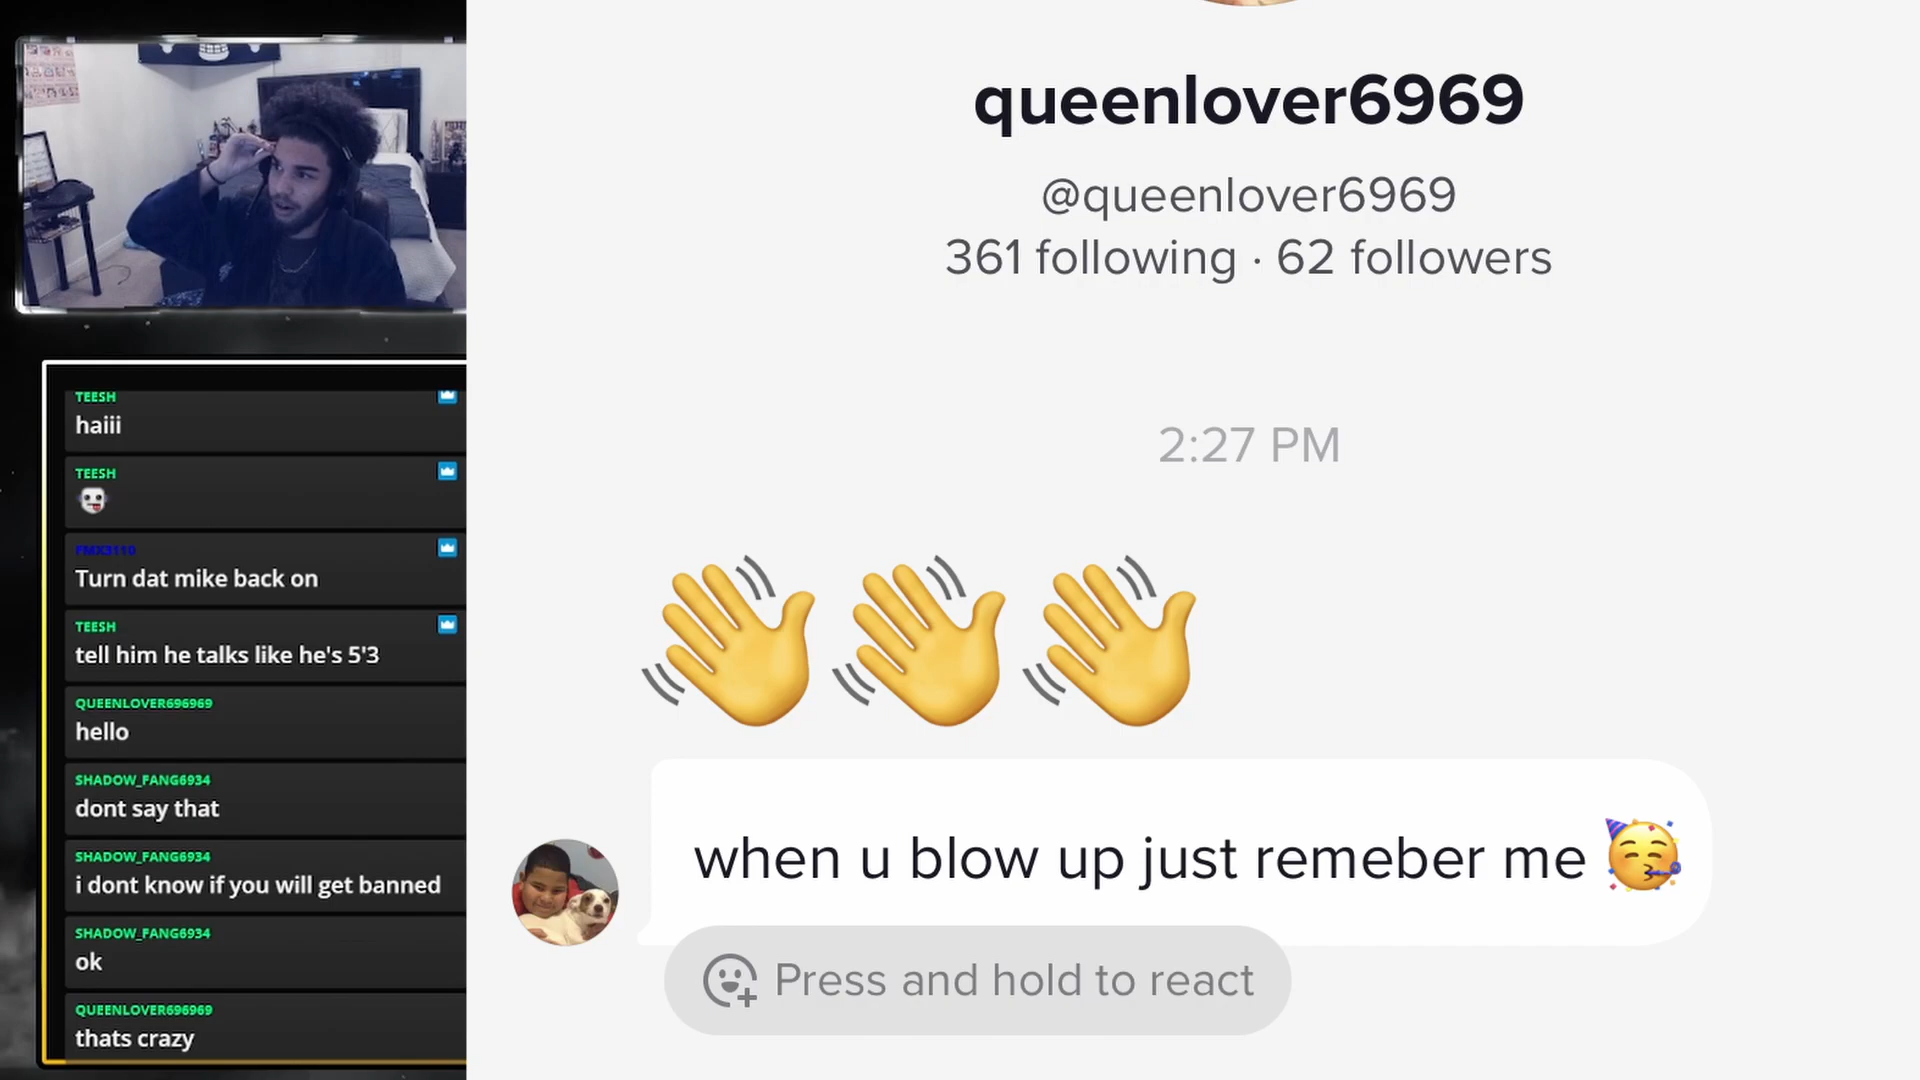 TEESH
haiii
TEESH
FMX3110
Turn dat mike back on
TEESH
tell him he talks like he's 5'3
QUEENLOVER696969
hello
SHADOW_FANG6934
dont say that
SHADOW_FANG6934
i dont know if you will get banned
SHADOW_FANG6934
ok
QUEENLOVER696969
thats crazy
queenlover6969
@queenlover6969
361 following · 62 followers
2:27 PM
👋👋👋
when u blow up just remeber me 🥳
Press and hold to react